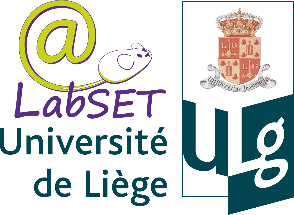 @
LabSET
Université
de Liège
ULg